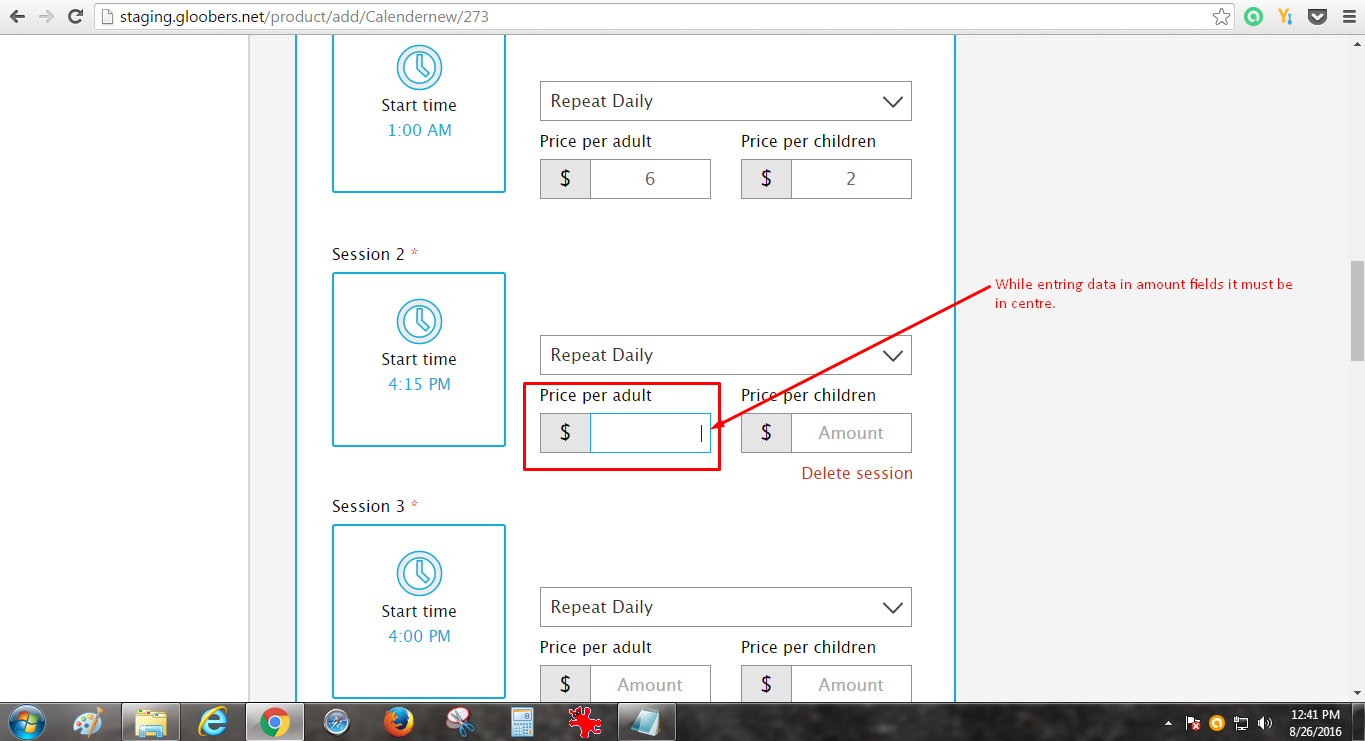 staging.gloobers.net/product/add/Calendernew/273
Start time
1:00 AM
Repeat Daily
Price per adult
Price per children
$ 6
$ 2
Session 2 *
Start time
4:15 PM
Repeat Daily
Price per adult
Price per children
$
$ Amount
Delete session
While entring data in amount fields it must be
in centre.
Session 3 *
Start time
4:00 PM
Repeat Daily
Price per adult
Price per children
$ Amount
$ Amount
12:41 PM
8/26/2016